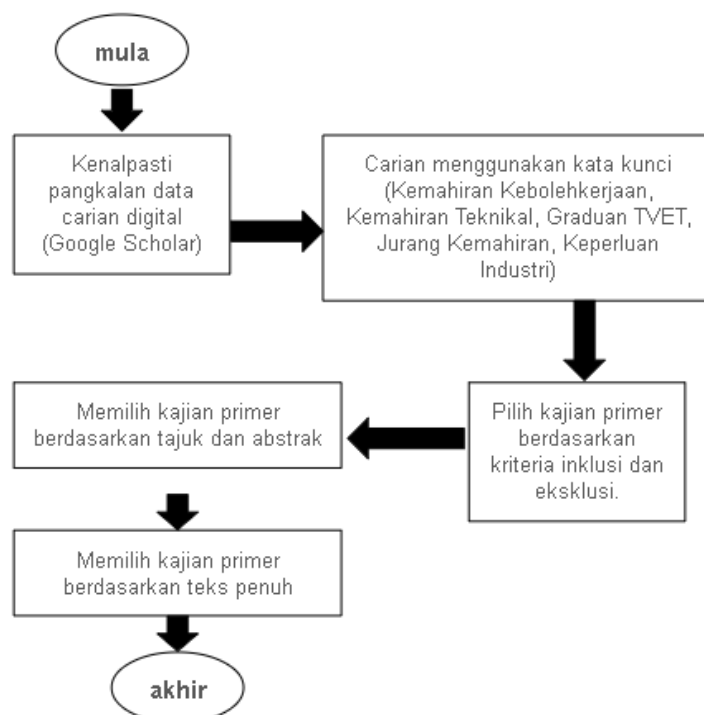 mula
Kenalpasti
pangkalan data
carian digital
(Google Scholar)
Carian menggunakan kata kunci
(Kemahiran Kebolehkerjaan,
Kemahiran Teknikal, Graduan TVET,
Jurang Kemahiran, Keperluan
Industri)
Pilih kajian primer
berdasarkan
kriteria inklusi dan
eksklusi.
Memilih kajian primer
berdasarkan tajuk dan abstrak
Memilih kajian primer
berdasarkan teks penuh
akhir